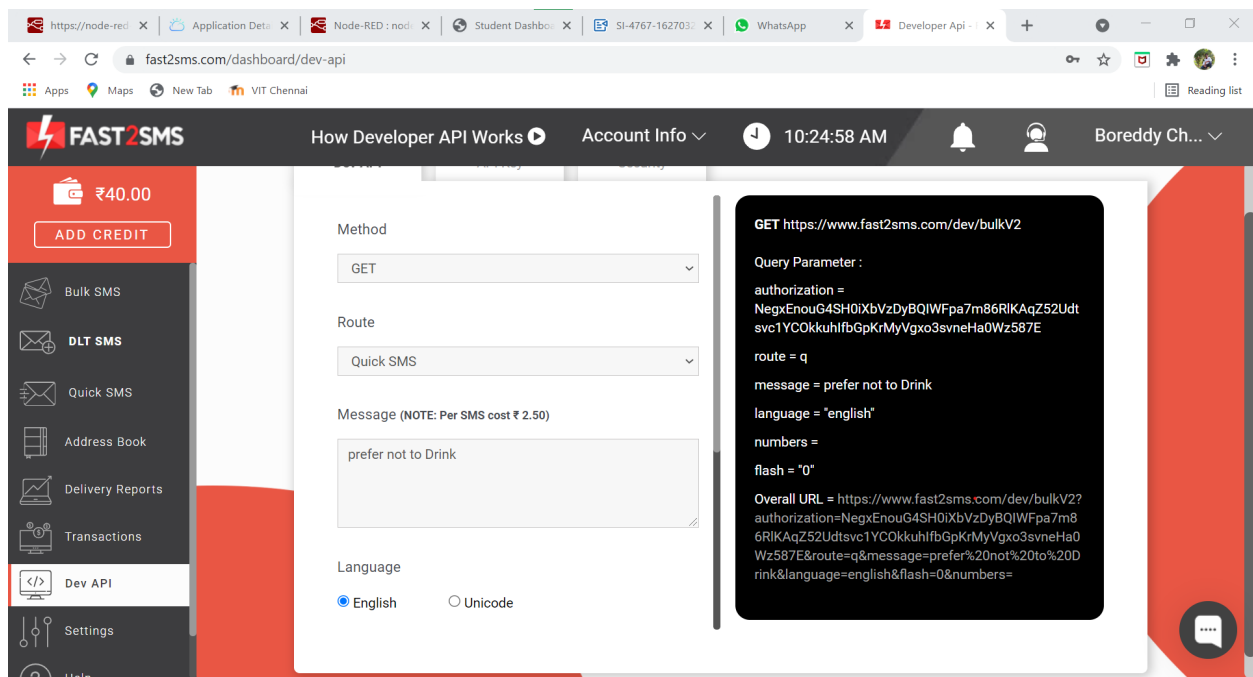 https://node-red
Application Deta
Node-RED : node
Student Dashboa
SI-4767-1627032
WhatsApp
Developer Api -
fast2sms.com/dashboard/dev-api
Apps Maps New Tab VIT Chennai Reading list
FAST2SMS How Developer API Works Account Info 10:24:58 AM Boreddy Ch...
₹40.00
ADD CREDIT
Bulk SMS
DLT SMS
Quick SMS
Address Book
Delivery Reports
Transactions
Dev API
Settings
Help
Method
GET
Route
Quick SMS
Message (NOTE: Per SMS cost ₹ 2.50)
prefer not to Drink
Language
English Unicode
GET https://www.fast2sms.com/dev/bulkV2
Query Parameter :
authorization =
NegxEnouG4SH0iXbVzDyBQIWFpa7m86RlKAqZ52Udt
svc1YCOkkuhIfbGpKrMyVgxo3svneHa0Wz587E
route = q
message = prefer not to Drink
language = "english"
numbers =
flash = "0"
Overall URL = https://www.fast2sms.com/dev/bulkV2?
authorization=NegxEnouG4SH0iXbVzDyBQIWFpa7m8
6RlKAqZ52Udtsvc1YCOkkuhIfbGpKrMyVgxo3svneHa0
Wz587E&route=q&message=prefer%20not%20to%20D
rink&language=english&flash=0&numbers=